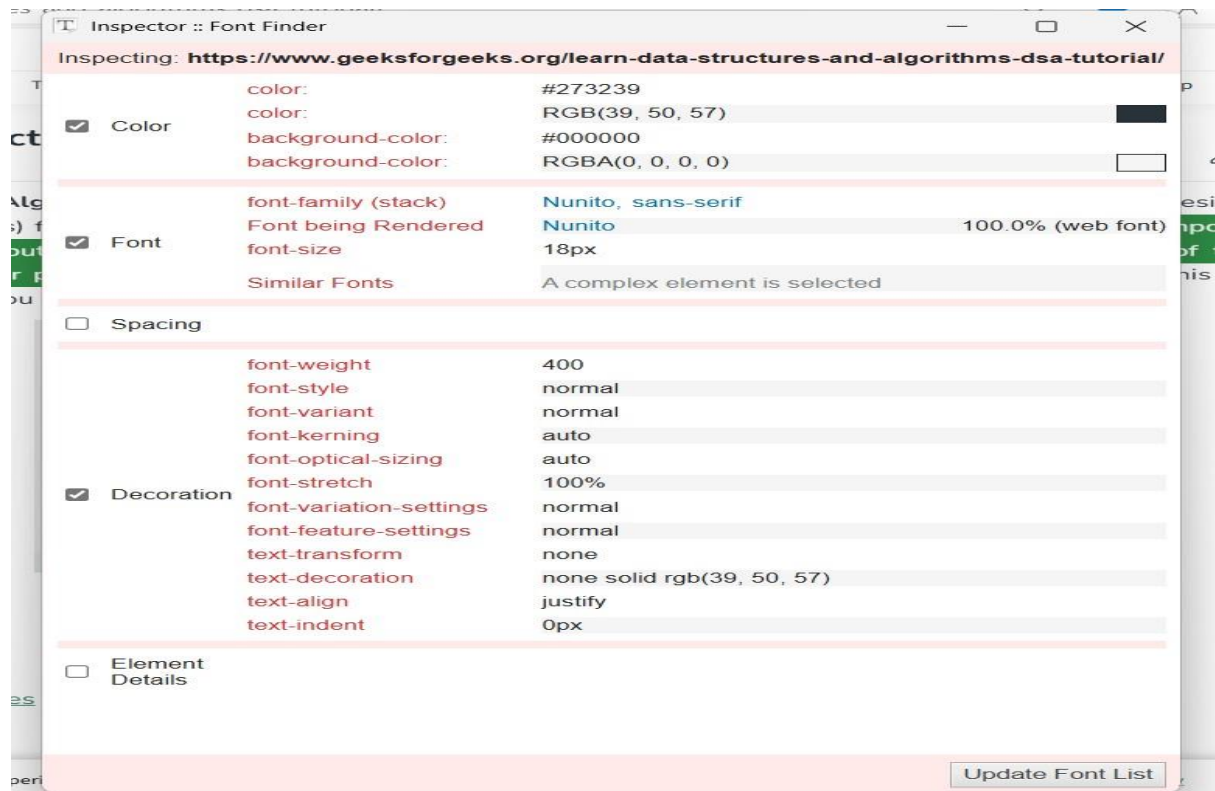 Inspector :: Font Finder
Inspecting: https://www.geeksforgeeks.org/learn-data-structures-and-algorithms-dsa-tutorial/
Color
color: #273239
color: RGB(39, 50, 57)
background-color: #000000
background-color: RGBA(0, 0, 0, 0)
Font
font-family (stack) Nunito, sans-serif
Font being Rendered Nunito 100.0% (web font)
font-size 18px
Similar Fonts A complex element is selected
Spacing
Decoration
font-weight 400
font-style normal
font-variant normal
font-kerning auto
font-optical-sizing auto
font-stretch 100%
font-variation-settings normal
font-feature-settings normal
text-transform none
text-decoration none solid rgb(39, 50, 57)
text-align justify
text-indent 0px
Element
Details
Update Font List